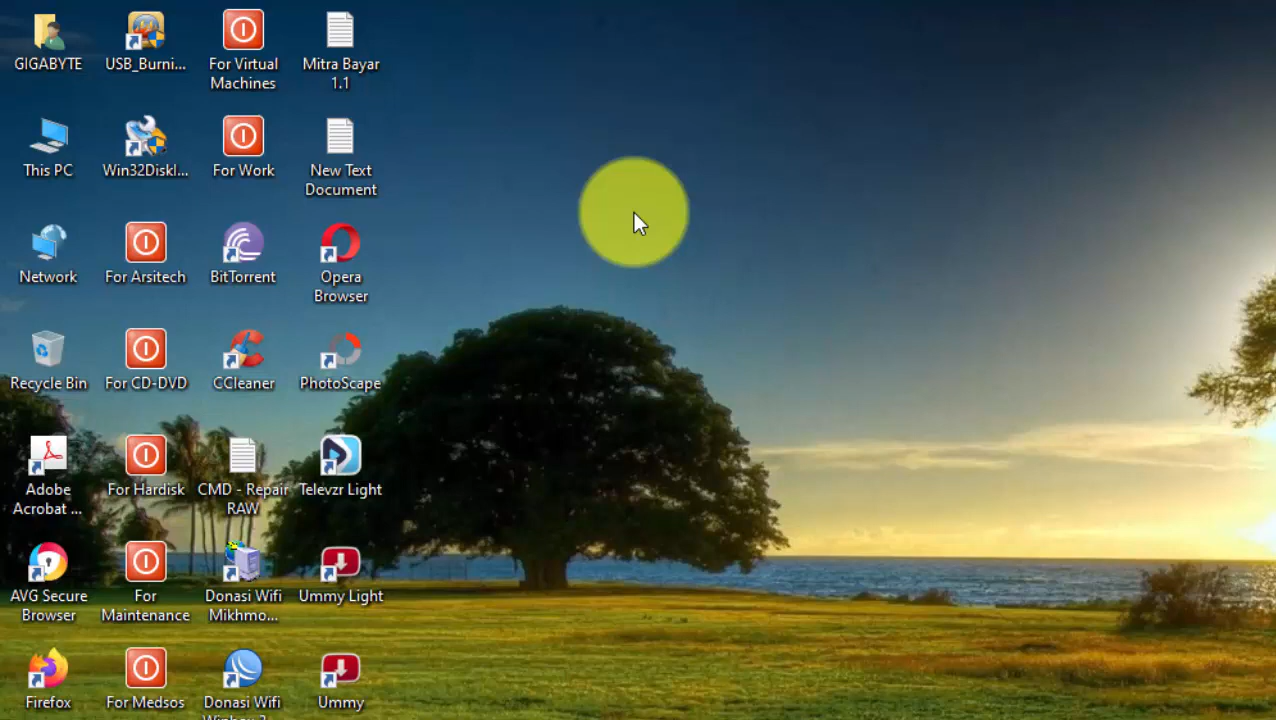 GIGABYTE
USB_Burni...
For Virtual
Machines
Mitra Bayar
1.1
This PC
Win32DiskI...
For Work
New Text
Document
Network
For Arsitech
BitTorrent
Opera
Browser
Recycle Bin
For CD-DVD
CCleaner
PhotoScape
Adobe
Acrobat ...
For Hardisk
CMD - Repair
RAW
Televzr Light
AVG Secure
Browser
For
Maintenance
Donasi Wifi
Mikhmo...
Ummy Light
Firefox
For Medsos
Donasi Wifi
Ummy